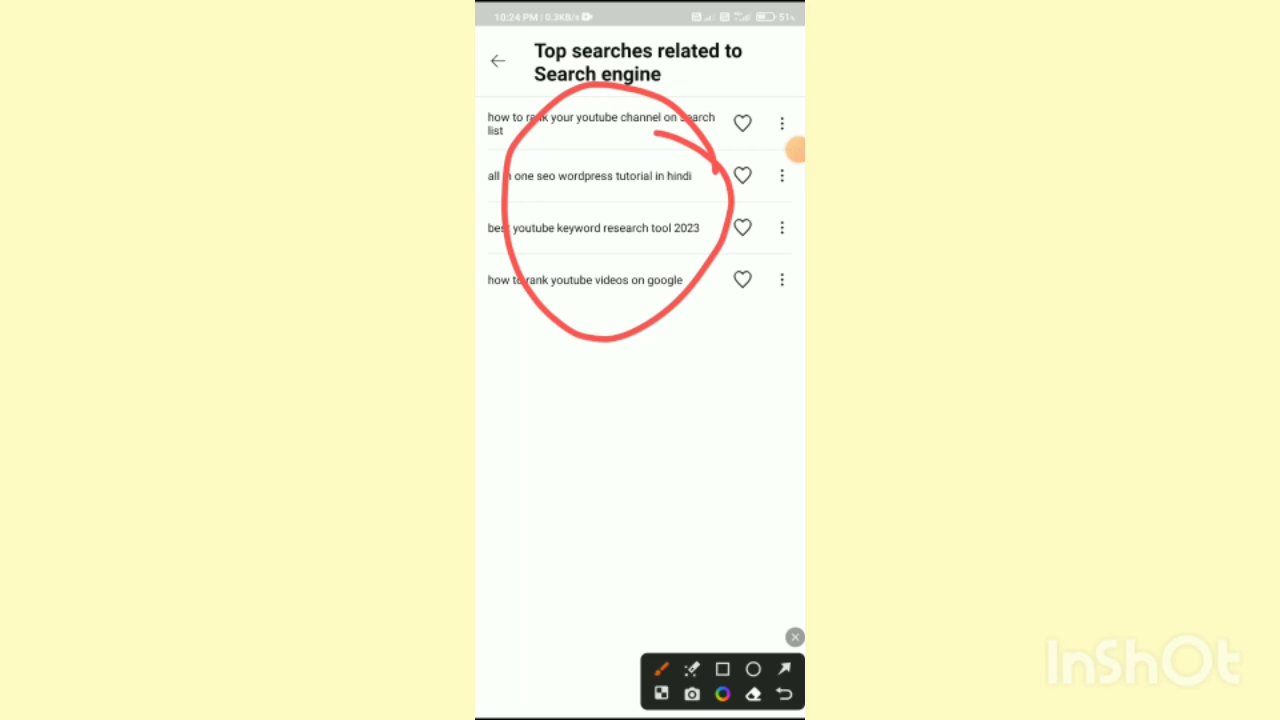 10:24 PM | 0.3KB/s
51
Top searches related to
Search engine
how to rank your youtube channel on search
list
all in one seo wordpress tutorial in hindi
best youtube keyword research tool 2023
how to rank youtube videos on google
InShOt